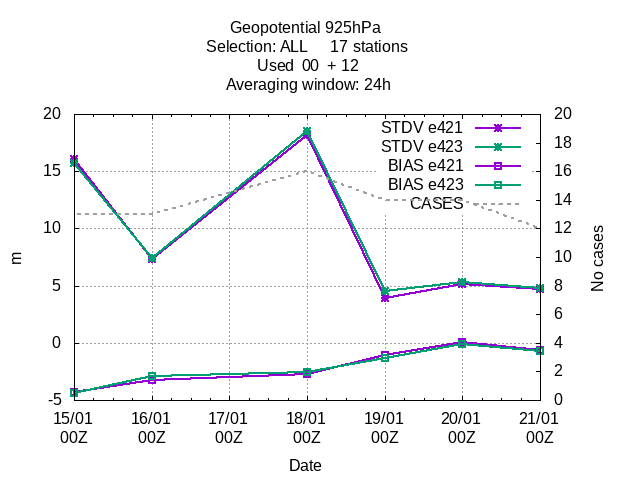 Geopotential 925hPa
Selection: ALL 17 stations
Used 00 + 12
Averaging window: 24h
20 20
STDV e421
18
STDV e423
BIAS e421
15 16
BIAS e423
CASES 14
12
10 10
m
No cases
5 8
6
0 4
2
-5 0
15/01 16/01 17/01 18/01 19/01 20/01 21/01
00Z 00Z 00Z 00Z 00Z 00Z 00Z
Date